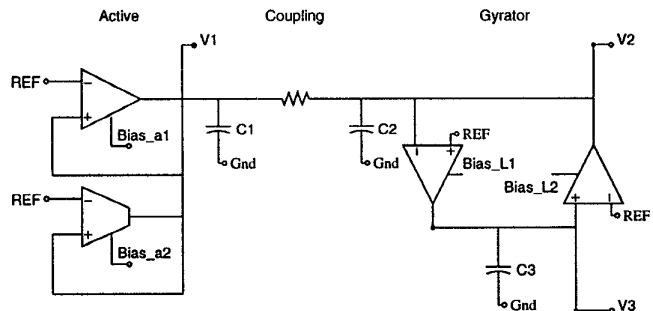 Active Coupling Gyrator
V1
V2
REF
−
+
Bias_a1
C1
Gnd
C2
Gnd
−
+
REF
Bias_L1
Bias_L2
+
−
REF
REF
−
+
Bias_a2
C3
Gnd
V3